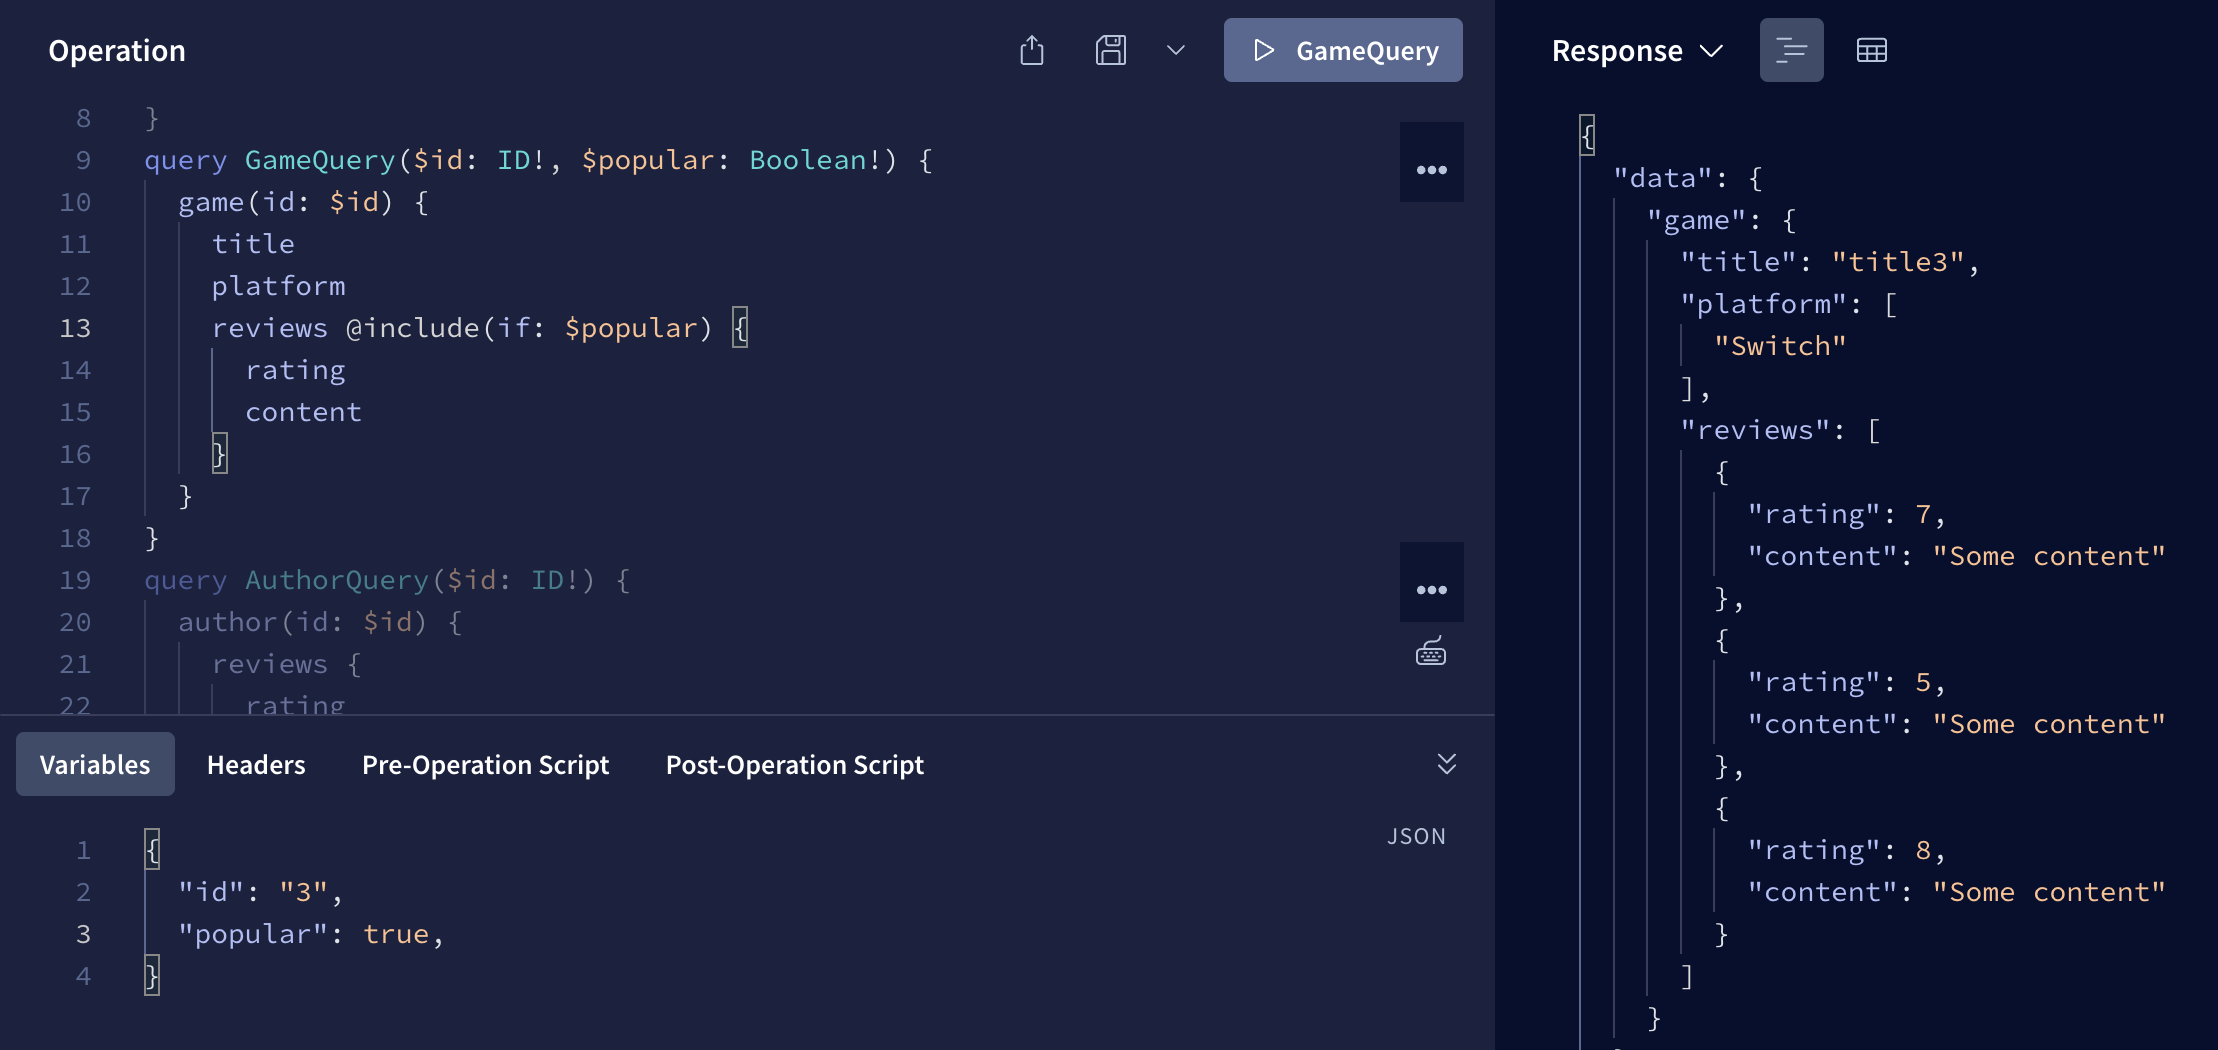 Operation
GameQuery
8 }
9 query GameQuery($id: ID!, $popular: Boolean!) {
10   game(id: $id) {
11     title
12     platform
13     reviews @include(if: $popular) {
14       rating
15       content
16     }
17   }
18 }
19 query AuthorQuery($id: ID!) {
20   author(id: $id) {
21     reviews {
22       rating
Variables Headers Pre-Operation Script Post-Operation Script
JSON
1 {
2   "id": "3",
3   "popular": true,
4 }
Response
{
  "data": {
    "game": {
      "title": "title3",
      "platform": [
        "Switch"
      ],
      "reviews": [
        {
          "rating": 7,
          "content": "Some content"
        },
        {
          "rating": 5,
          "content": "Some content"
        },
        {
          "rating": 8,
          "content": "Some content"
        }
      ]
    }